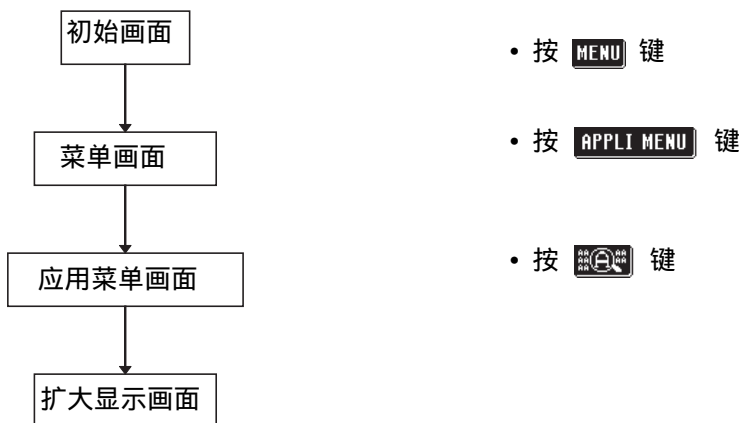 初始画面
• 按 MENU 键
菜单画面
• 按 APPLI MENU 键
应用菜单画面
• 按 键
扩大显示画面